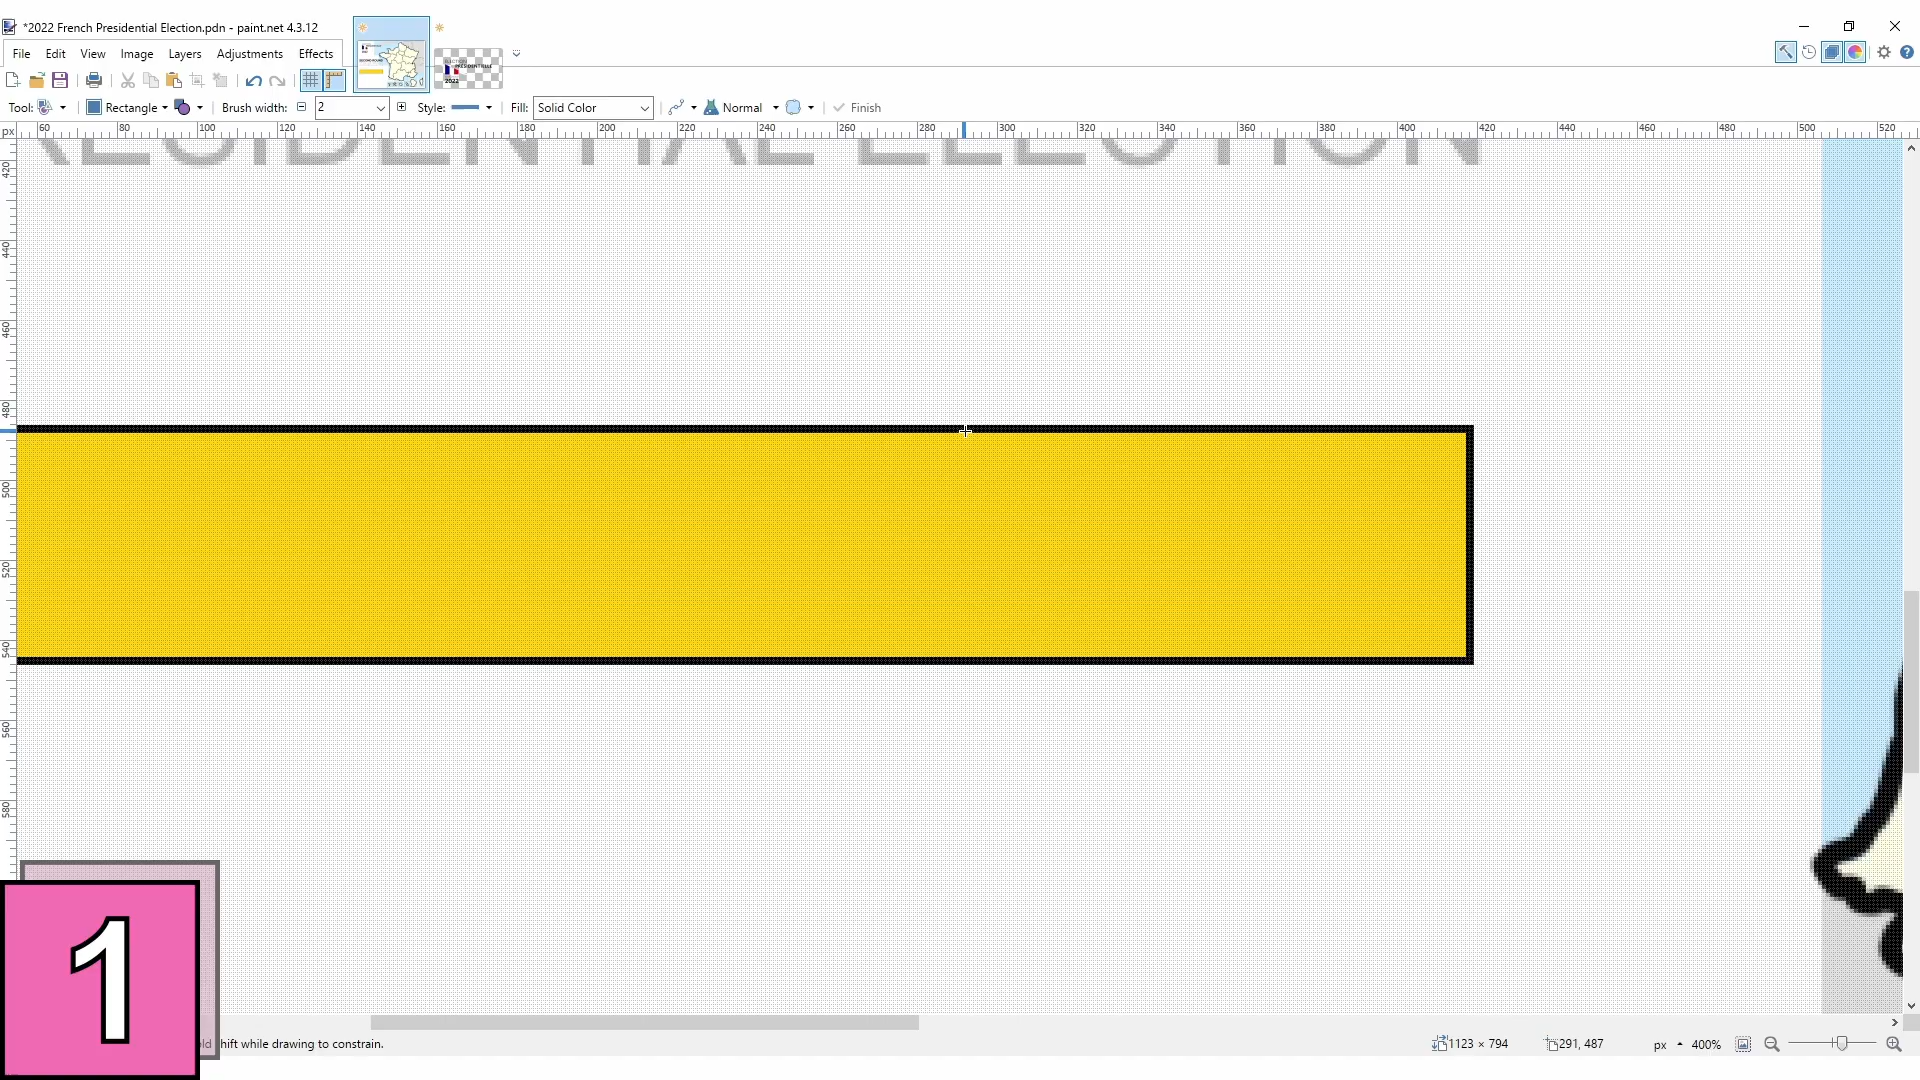 *2022 French Presidential Election.pdn - paint.net 4.3.12
File Edit View Image Layers Adjustments Effects
Tool: Rectangle Brush width: 2 Style: Fill: Solid Color Normal Finish
px 60 80 100 120 140 160 180 200 220 240 260 280 300 320 340 360 380 400 420 440 460 480 500 520
RESIDENTIAL ELECTION
420
440
460
480
500
520
540
560
580
1
hift while drawing to constrain.
1123 × 794 291, 487 px 400%